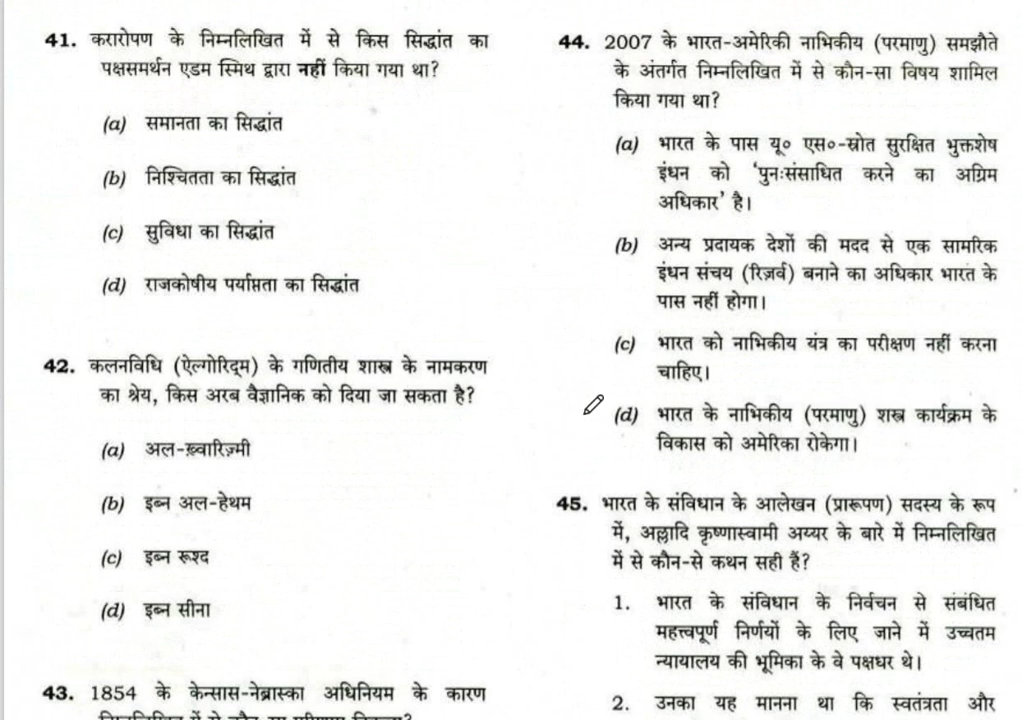 41. करारोपण के निम्नलिखित में से किस सिद्धांत का
पक्षसमर्थन एडम स्मिथ द्वारा नहीं किया गया था?
(a) समानता का सिद्धांत
(b) निश्चितता का सिद्धांत
(c) सुविधा का सिद्धांत
(d) राजकोषीय पर्याप्तता का सिद्धांत
42. कलनविधि (ऐल्गोरिद्म) के गणितीय शास्त्र के नामकरण
का श्रेय, किस अरब वैज्ञानिक को दिया जा सकता है?
(a) अल-ख़्वारिज़्मी
(b) इब्न अल-हेथम
(c) इब्न रूश्द
(d) इब्न सीना
43. 1854 के केन्सास-नेब्रास्का अधिनियम के कारण
44. 2007 के भारत-अमेरिकी नाभिकीय (परमाणु) समझौते
के अंतर्गत निम्नलिखित में से कौन-सा विषय शामिल
किया गया था?
(a) भारत के पास यू० एस०-स्रोत सुरक्षित भुक्तशेष
इंधन को 'पुनःसंसाधित करने का अग्रिम
अधिकार' है।
(b) अन्य प्रदायक देशों की मदद से एक सामरिक
इंधन संचय (रिज़र्व) बनाने का अधिकार भारत के
पास नहीं होगा।
(c) भारत को नाभिकीय यंत्र का परीक्षण नहीं करना
चाहिए।
(d) भारत के नाभिकीय (परमाणु) शस्त्र कार्यक्रम के
विकास को अमेरिका रोकेगा।
45. भारत के संविधान के आलेखन (प्रारूपण) सदस्य के रूप
में, अल्लादि कृष्णास्वामी अय्यर के बारे में निम्नलिखित
में से कौन-से कथन सही हैं?
1. भारत के संविधान के निर्वचन से संबंधित
महत्त्वपूर्ण निर्णयों के लिए जाने में उच्चतम
न्यायालय की भूमिका के वे पक्षधर थे।
2. उनका यह मानना था कि स्वतंत्रता और